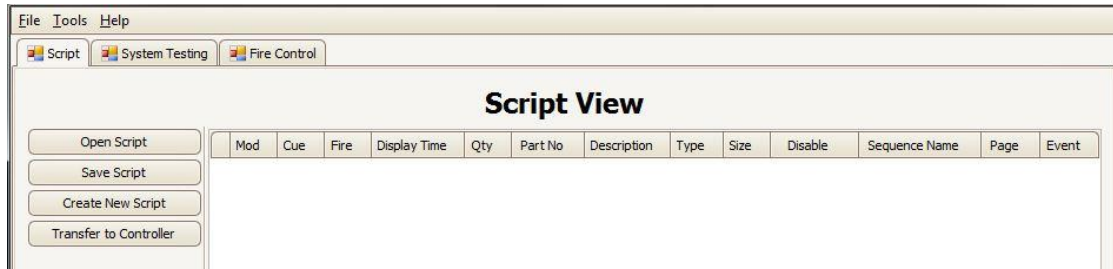 File Tools Help
Script System Testing Fire Control
Script View
Open Script
Save Script
Create New Script
Transfer to Controller
Mod Cue Fire Display Time Qty Part No Description Type Size Disable Sequence Name Page Event